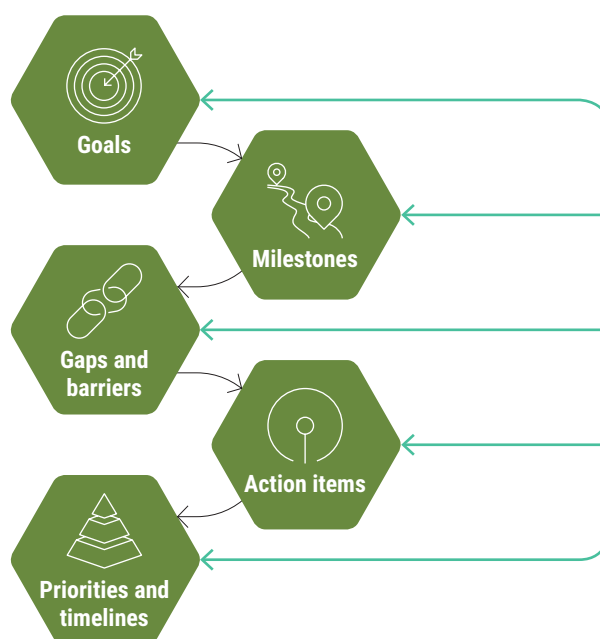 Goals
Milestones
Gaps and
barriers
Action items
Priorities and
timelines